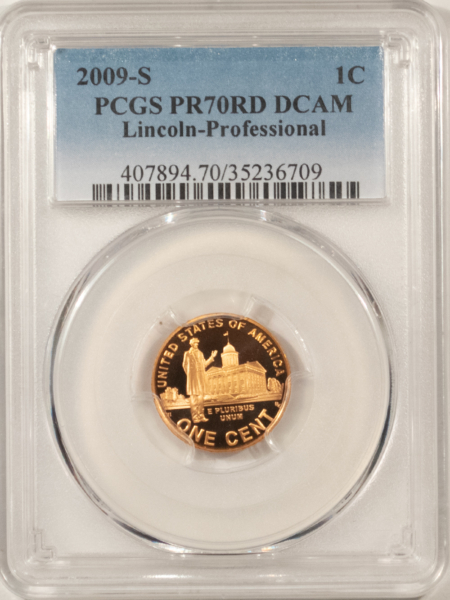 2009-S 1C
PCGS PR70RD DCAM
Lincoln-Professional
407894.70/35236709
UNITED STATES OF AMERICA
E PLURIBUS
UNUM
ONE CENT